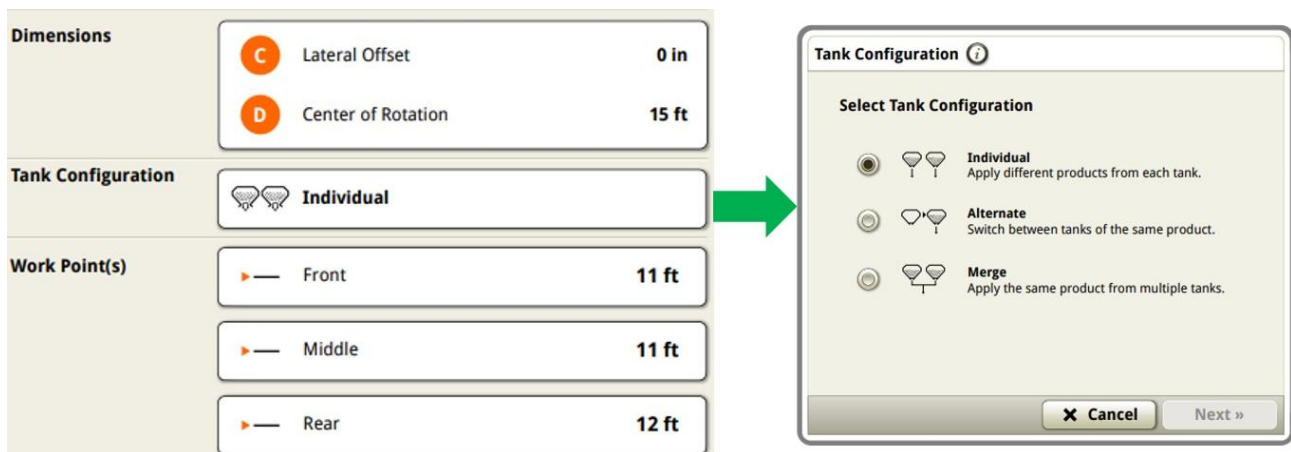 Dimensions
C Lateral Offset 0 in
D Center of Rotation 15 ft
Tank Configuration
Individual
Work Point(s)
Front 11 ft
Middle 11 ft
Rear 12 ft
Tank Configuration i
Select Tank Configuration
Individual
Apply different products from each tank.
Alternate
Switch between tanks of the same product.
Merge
Apply the same product from multiple tanks.
Cancel Next »